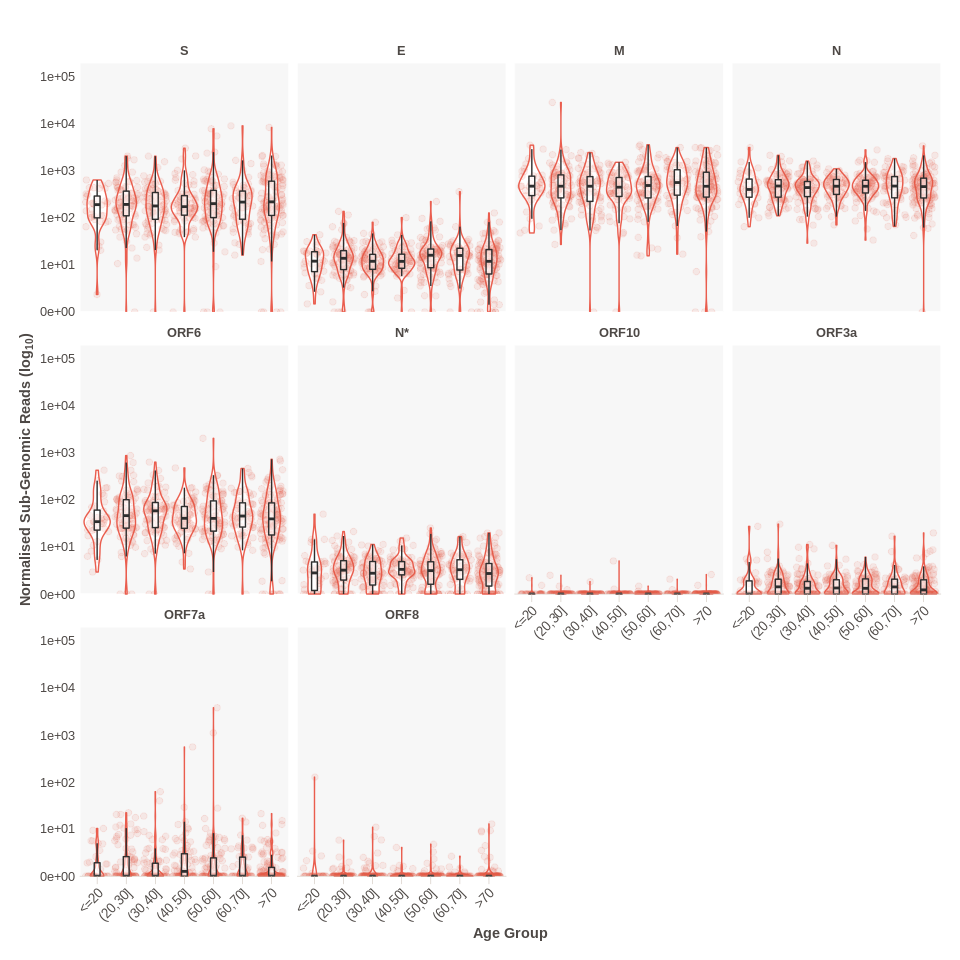 S E M N
1e+05
1e+04
1e+03
1e+02
1e+01
0e+00
ORF6 N* ORF10 ORF3a
1e+05
1e+04
1e+03
1e+02
1e+01
0e+00
<=20 (20,30] (30,40] (40,50] (50,60] (60,70] >70 <=20 (20,30] (30,40] (40,50] (50,60] (60,70] >70
ORF7a ORF8
1e+05
1e+04
1e+03
1e+02
1e+01
0e+00
<=20 (20,30] (30,40] (40,50] (50,60] (60,70] >70 <=20 (20,30] (30,40] (40,50] (50,60] (60,70] >70
Age Group
Normalised Sub-Genomic Reads (log10)